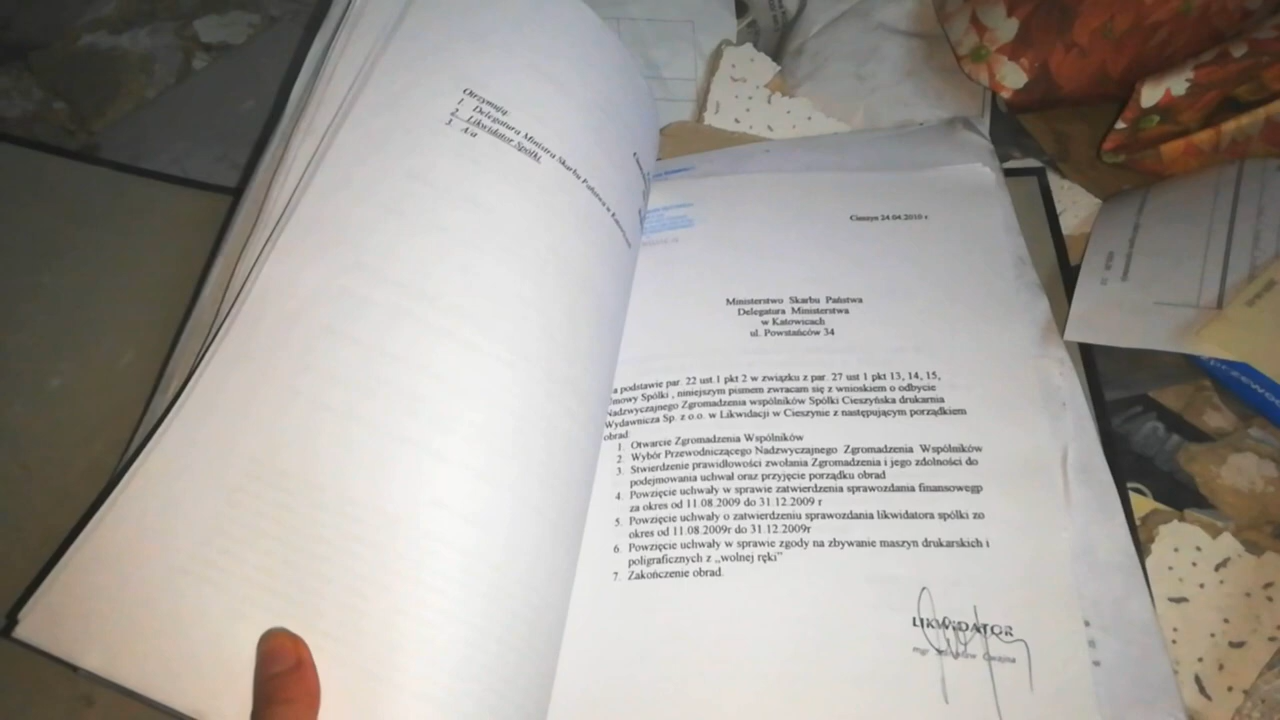 Otrzymują:
1. Delegatura Ministra Skarbu Państwa w Katowicach
2. Likwidator Spółki
3. A/a
Cieszyn 24.04.2010 r
Ministerstwo Skarbu Państwa
Delegatura Ministerstwa
w Katowicach
ul. Powstańców 34
a podstawie par. 22 ust.1 pkt 2 w związku z par. 27 ust 1 pkt 13, 14, 15,
mowy Spółki , niniejszym pismem zwracam się z wnioskiem o odbycie
Nadzwyczajnego Zgromadzenia wspólników Spółki Cieszyńska drukarnia
Wydawnicza Sp. z o.o. w Likwidacji w Cieszynie z następującym porządkiem
obrad
1. Otwarcie Zgromadzenia Wspólników
2. Wybór Przewodniczącego Nadzwyczajnego Zgromadzenia Wspólników
3. Stwierdzenie prawidłowości zwołania Zgromadzenia i jego zdolności do
podejmowania uchwał oraz przyjęcie porządku obrad
4. Powzięcie uchwały w sprawie zatwierdzenia sprawozdania finansowegp
za okres od 11.08.2009 do 31.12.2009 r
5. Powzięcie uchwały o zatwierdzeniu sprawozdania likwidatora spółki zo
okres od 11.08.2009r do 31.12.2009r
6. Powzięcie uchwały w sprawie zgody na zbywanie maszyn drukarskich i
poligraficznych z „wolnej ręki”
7. Zakończenie obrad.
LIKWIDATOR
mgr